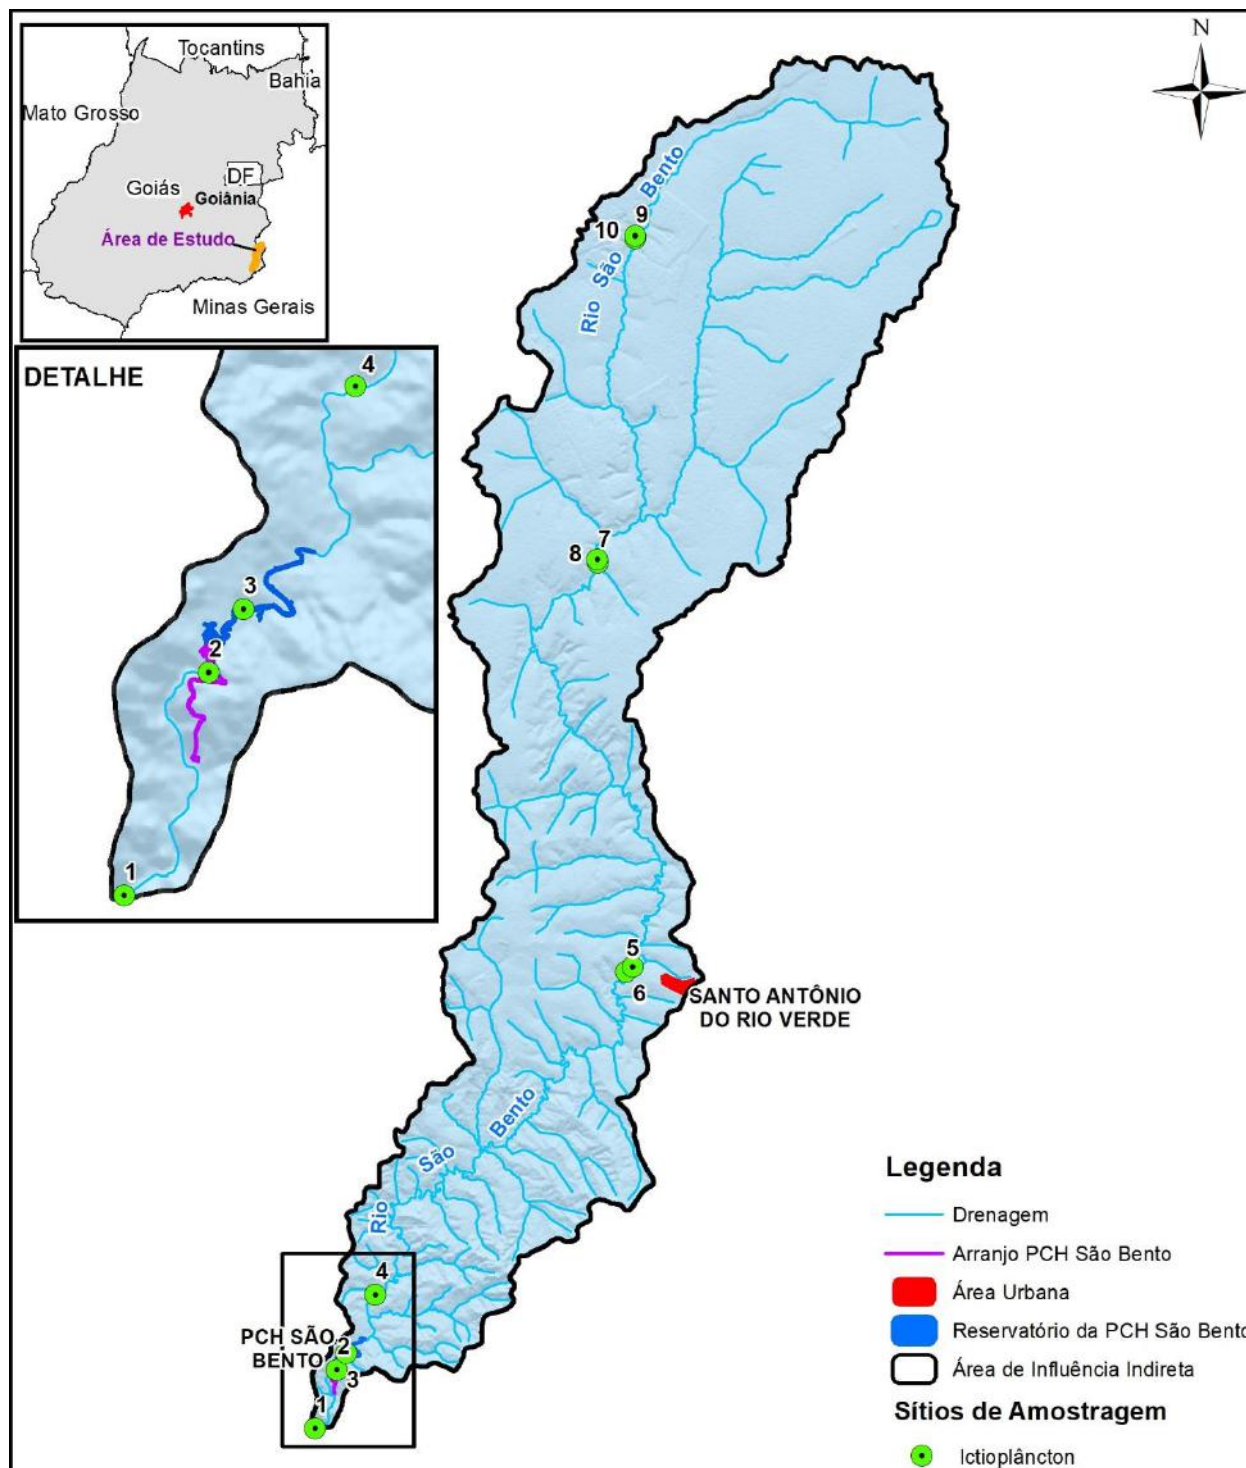 Tocantins
Bahia
Mato Grosso
DF
Goiás
Goiânia
Área de Estudo
Minas Gerais
N
DETALHE
4
3
2
1
Rio São Bento
9
10
7
8
5
6
SANTO ANTÔNIO
DO RIO VERDE
Rio São Bento
4
PCH SÃO
BENTO
2
3
1
Legenda
Drenagem
Arranjo PCH São Bento
Área Urbana
Reservatório da PCH São Bento
Área de Influência Indireta
Sítios de Amostragem
Ictioplâncton